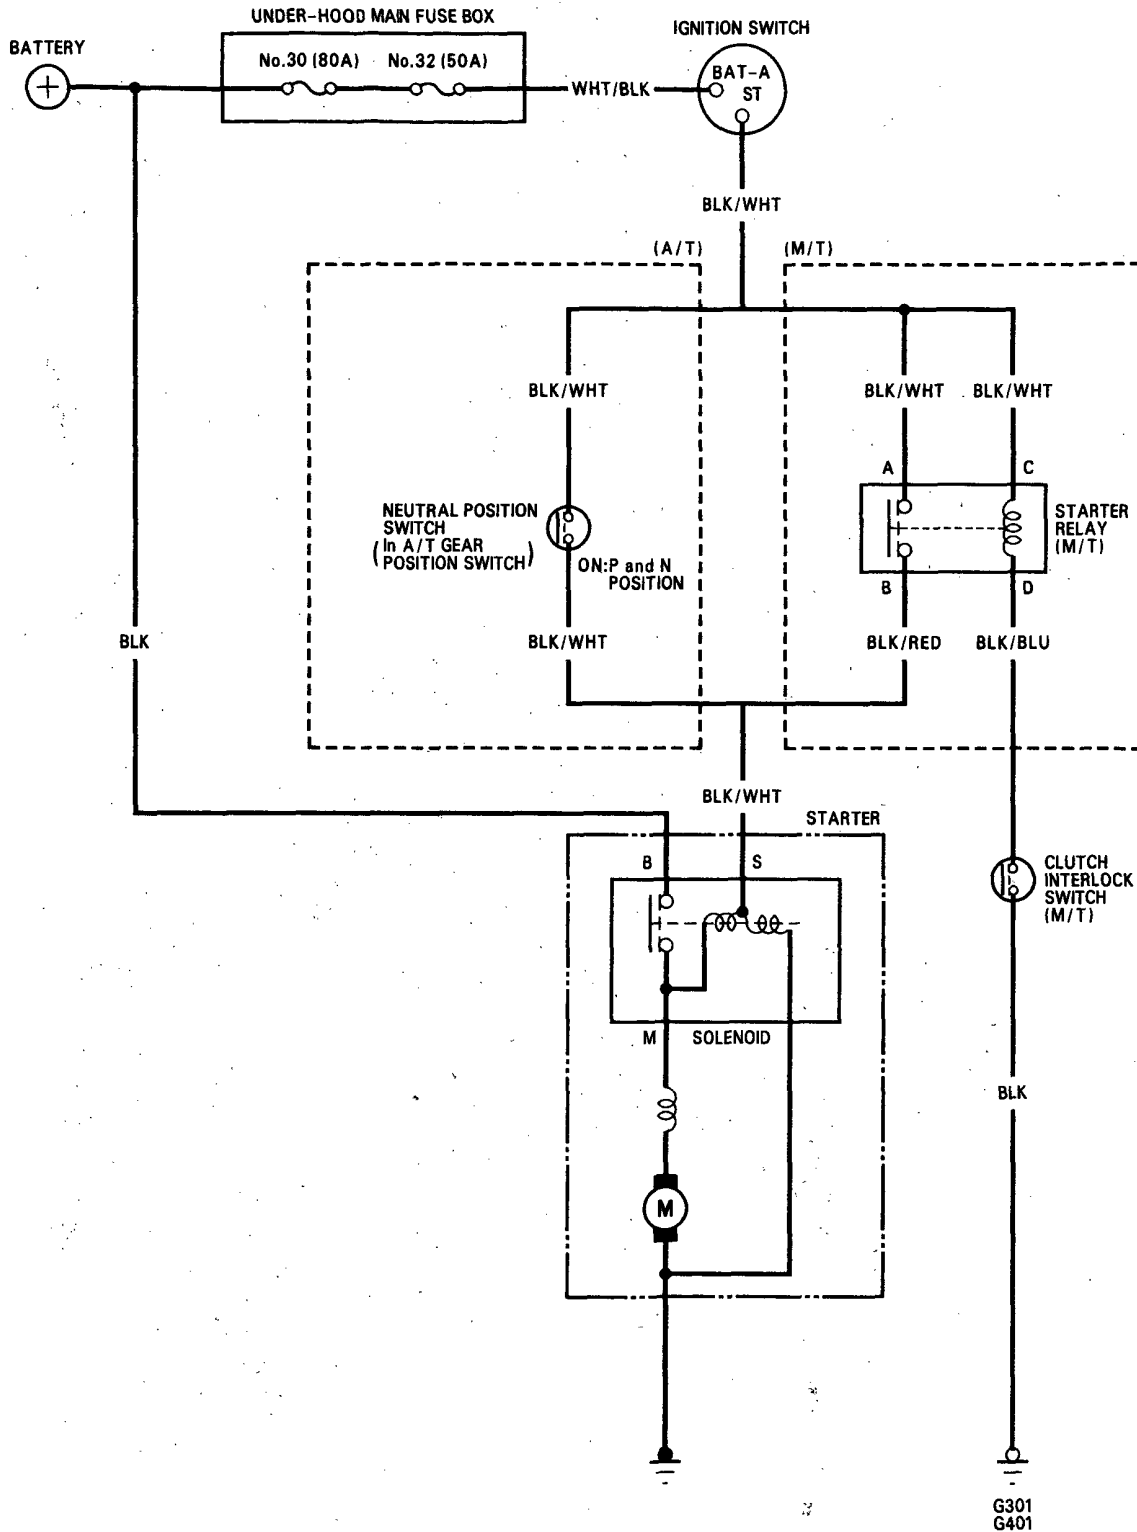 UNDER-HOOD MAIN FUSE BOX
IGNITION SWITCH
BATTERY
No.30 (80A)
No.32 (50A)
+
WHT/BLK
BAT-A
ST
BLK/WHT
(A/T)
(M/T)
BLK/WHT
BLK/WHT
BLK/WHT
A
C
NEUTRAL POSITION
SWITCH
(In A/T GEAR
POSITION SWITCH)
ON:P and N
POSITION
STARTER
RELAY
(M/T)
B
D
BLK
BLK/WHT
BLK/RED
BLK/BLU
BLK/WHT
STARTER
B
S
CLUTCH
INTERLOCK
SWITCH
(M/T)
M
SOLENOID
BLK
M
G301
G401